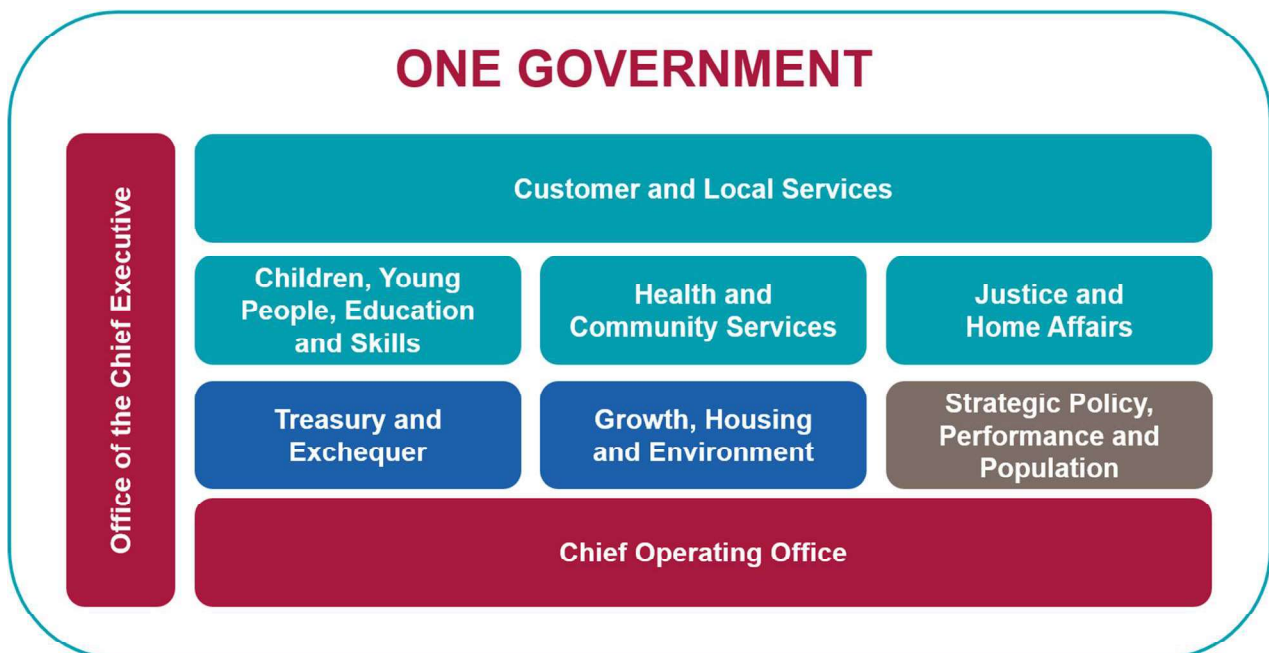 ONE GOVERNMENT
Office of the Chief Executive
Customer and Local Services
Children, Young
People, Education
and Skills
Health and
Community Services
Justice and
Home Affairs
Treasury and
Exchequer
Growth, Housing
and Environment
Strategic Policy,
Performance and
Population
Chief Operating Office